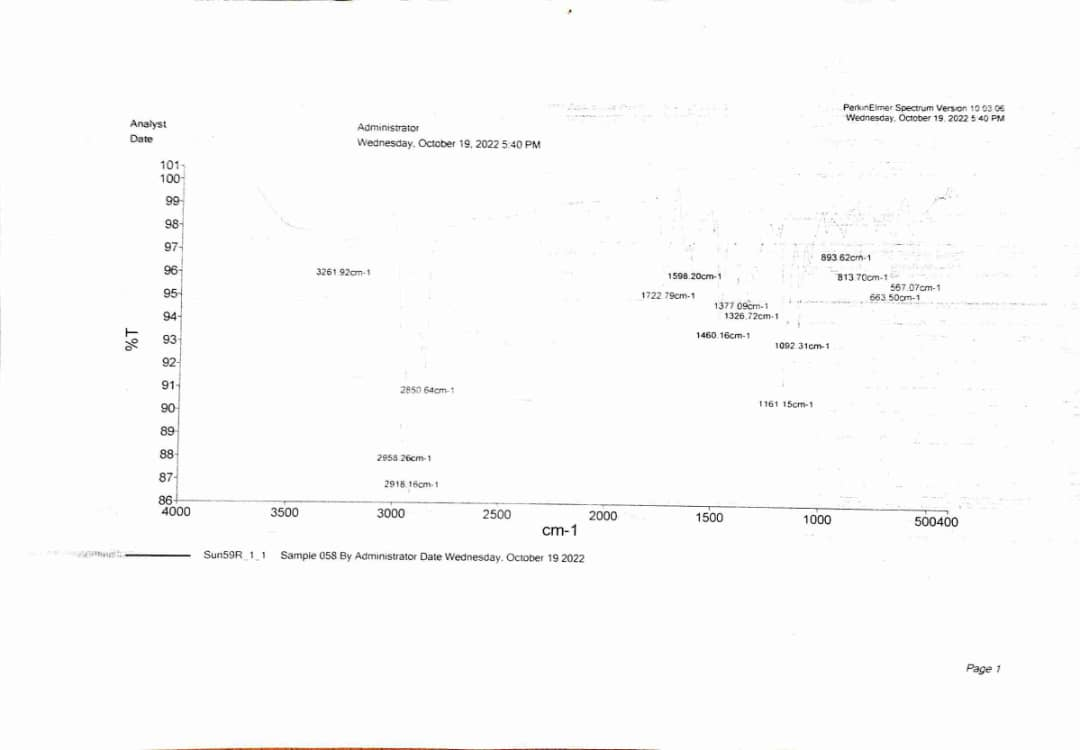 PerkinElmer Spectrum Version 10.03.06
Wednesday, October 19, 2022 5:40 PM
Analyst
Administrator
Date
Wednesday, October 19, 2022 5:40 PM
101
100
99
98
97
96
95
94
93
92
91
90
89
88
87
86
%T
3261.92cm-1
2850.64cm-1
2958.26cm-1
2918.16cm-1
1598.20cm-1
1722.79cm-1
1377.09cm-1
1326.72cm-1
1460.16cm-1
1092.31cm-1
1161.15cm-1
893.62cm-1
813.70cm-1
567.07cm-1
663.50cm-1
4000
3500
3000
2500
2000
1500
1000
500400
cm-1
Sun59R_1_1 Sample 058 By Administrator Date Wednesday, October 19 2022
Page 1